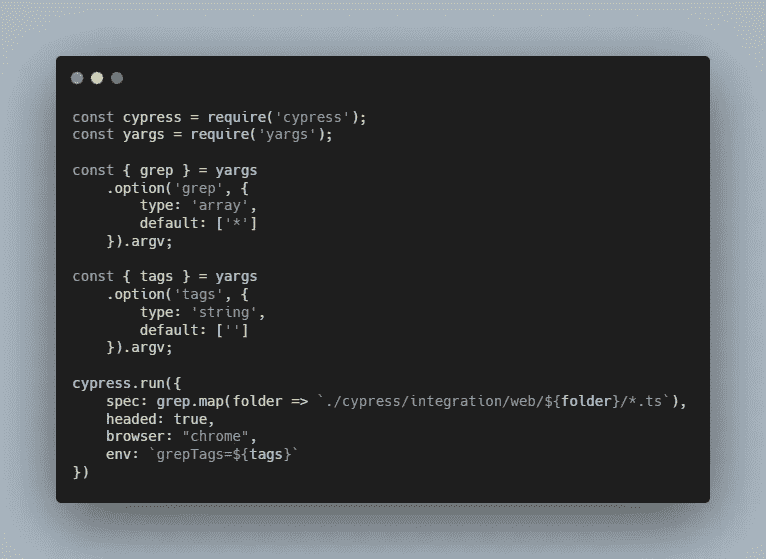 const cypress = require('cypress');
const yargs = require('yargs');
const { grep } = yargs
.option('grep', {
type: 'array',
default: ['*']
}).argv;
const { tags } = yargs
.option('tags', {
type: 'string',
default: ['']
}).argv;
cypress.run({
spec: grep.map(folder => `./cypress/integration/web/${folder}/*.ts`),
headed: true,
browser: "chrome",
env: `grepTags=${tags}`
})